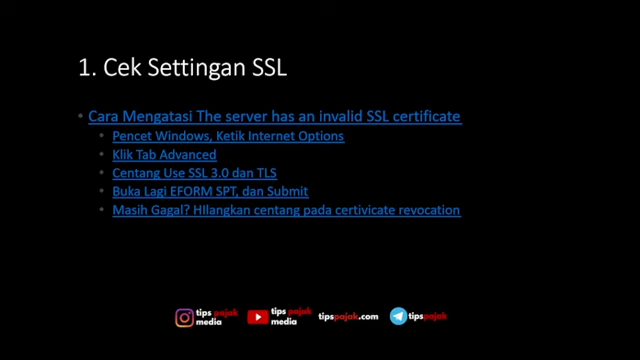 1. Cek Settingan SSL
• Cara Mengatasi The server has an invalid SSL certificate
• Pencet Windows, Ketik Internet Options
• Klik Tab Advanced
• Centang Use SSL 3.0 dan TLS
• Buka Lagi EFORM SPT, dan Submit
• Masih Gagal? HIlangkan centang pada certivicate revocation
tips pajak media
tips pajak media
tipspajak.com
tipspajak